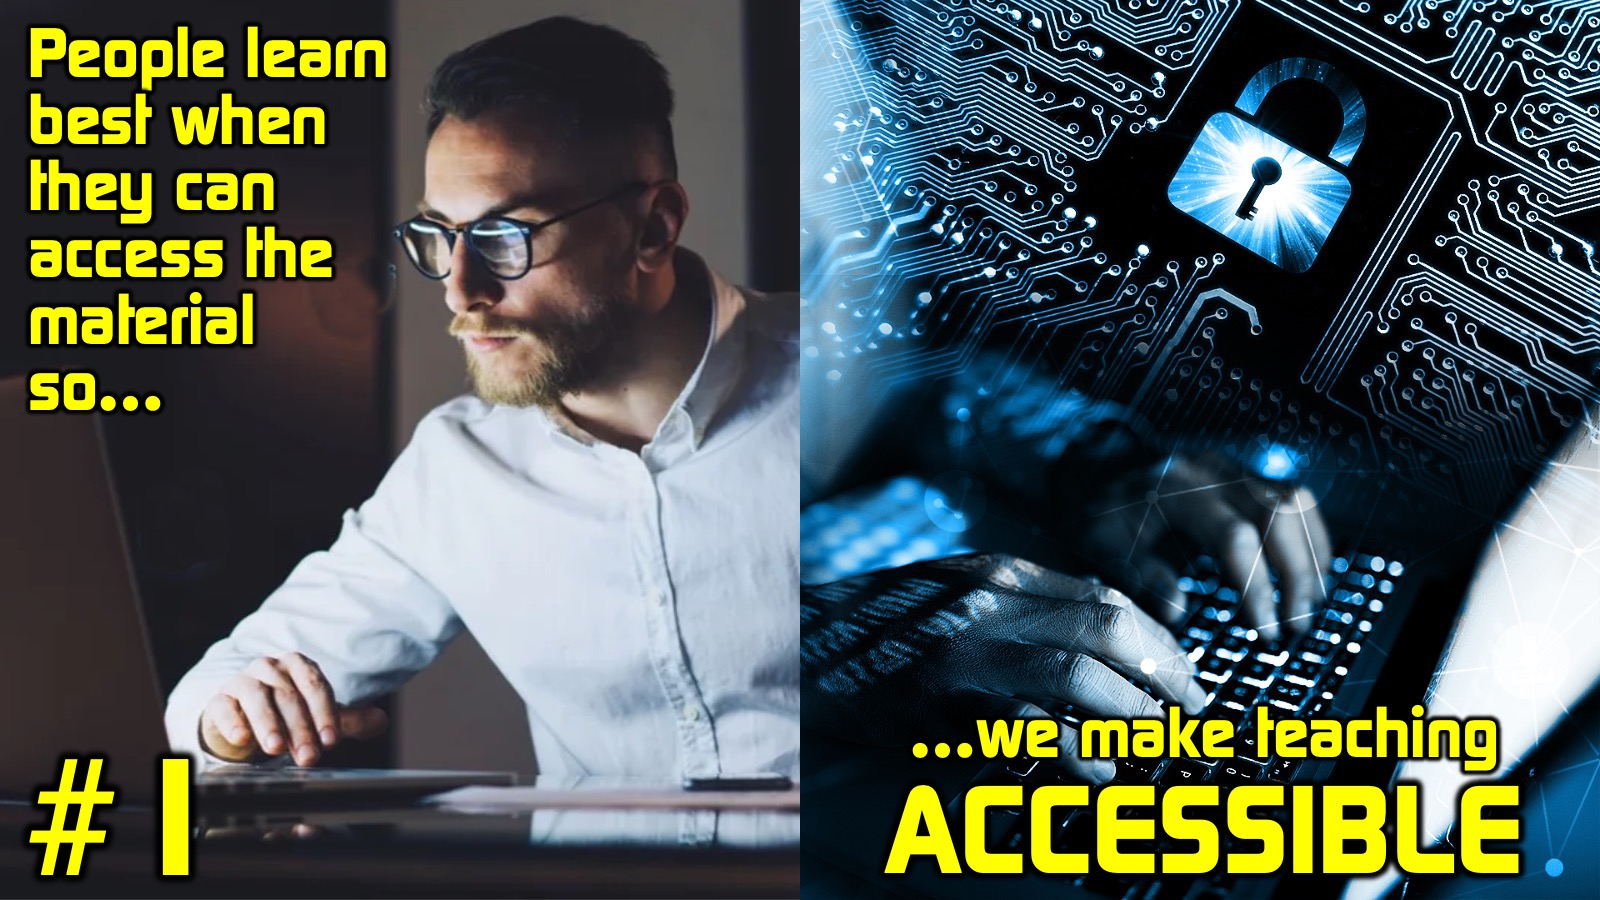 People learn
best when
they can
access the
material
so...
# 1
...we make teaching
ACCESSIBLE